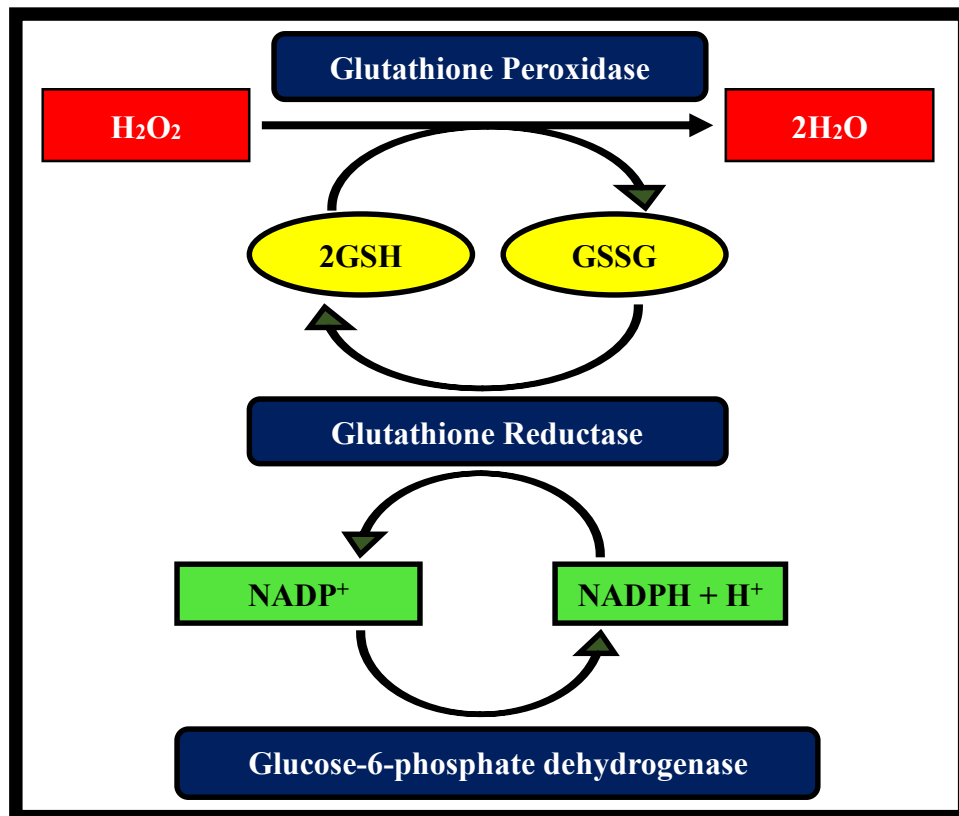 Glutathione Peroxidase
H₂O₂
2H₂O
2GSH
GSSG
Glutathione Reductase
NADP⁺
NADPH + H⁺
Glucose-6-phosphate dehydrogenase